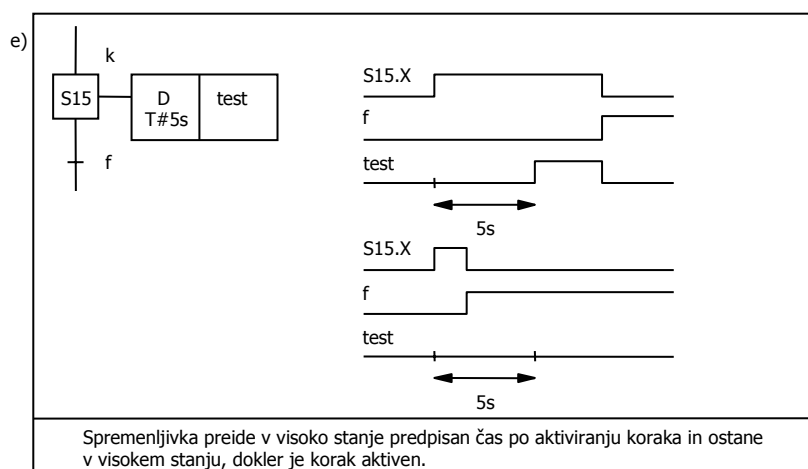 e)
k
S15
D
T#5s
test
f
S15.X
f
test
5s
S15.X
f
test
5s
Spremenljivka preide v visoko stanje predpisan čas po aktiviranju koraka in ostane
v visokem stanju, dokler je korak aktiven.